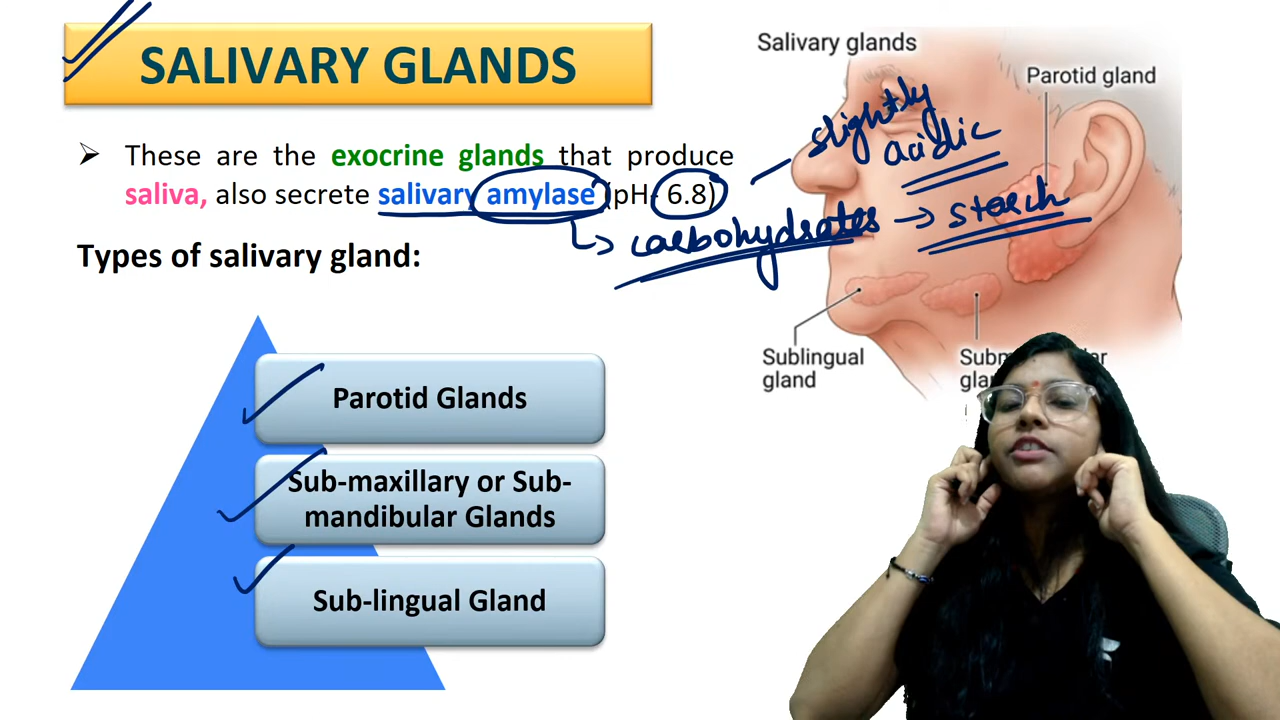 SALIVARY GLANDS
➢ These are the exocrine glands that produce
saliva, also secrete salivary amylase (pH- 6.8)
Types of salivary gland:
Parotid Glands
Sub-maxillary or Sub-
mandibular Glands
Sub-lingual Gland
Salivary glands
Parotid gland
slightly
acidic
carbohydrates → starch
Sublingual
gland